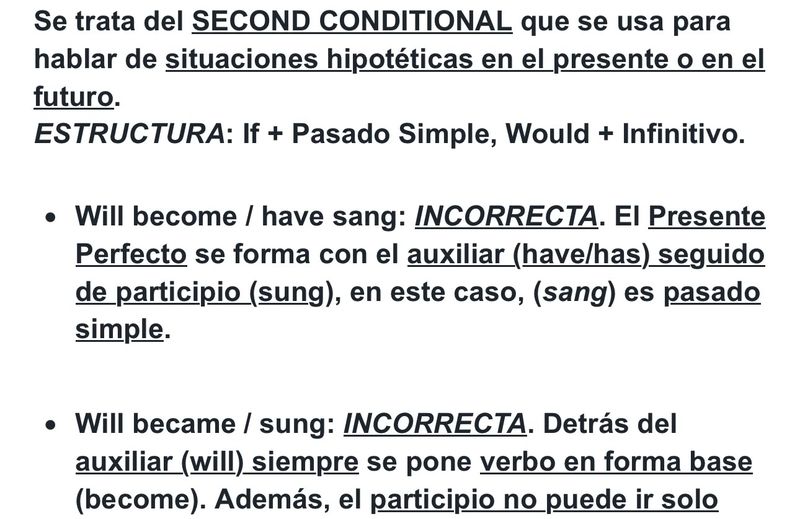 Se trata del SECOND CONDITIONAL que se usa para
hablar de situaciones hipotéticas en el presente o en el
futuro.
ESTRUCTURA: If + Pasado Simple, Would + Infinitivo.
• Will become / have sang: INCORRECTA. El Presente
Perfecto se forma con el auxiliar (have/has) seguido
de participio (sung), en este caso, (sang) es pasado
simple.
• Will became / sung: INCORRECTA. Detrás del
auxiliar (will) siempre se pone verbo en forma base
(become). Además, el participio no puede ir solo